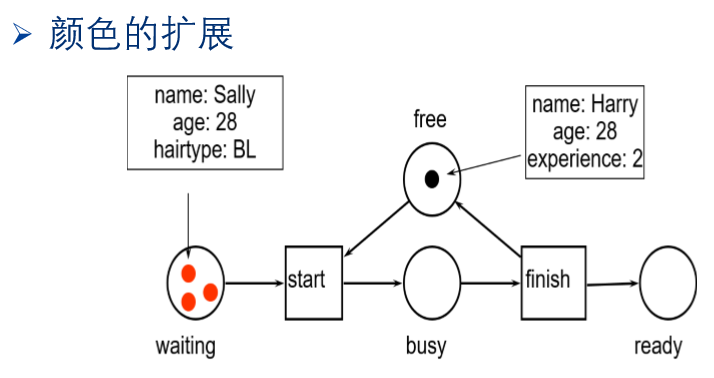 颜色的扩展
name: Sally
age: 28
hairtype: BL
free
name: Harry
age: 28
experience: 2
start
finish
waiting
busy
ready